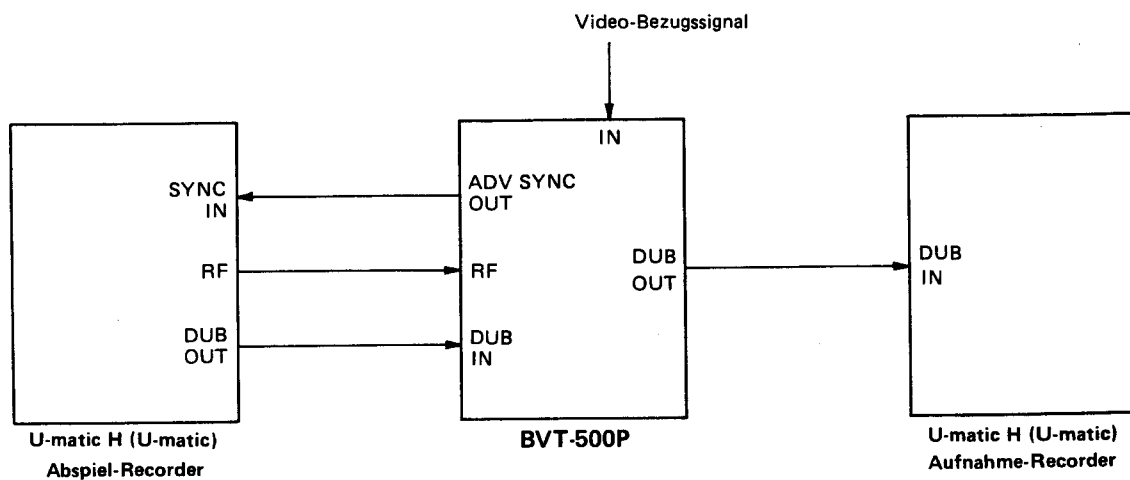 Video-Bezugssignal
IN
SYNC
IN
RF
DUB
OUT
ADV SYNC
OUT
RF
DUB
IN
DUB
OUT
DUB
IN
U-matic H (U-matic)
Abspiel-Recorder
BVT-500P
U-matic H (U-matic)
Aufnahme-Recorder